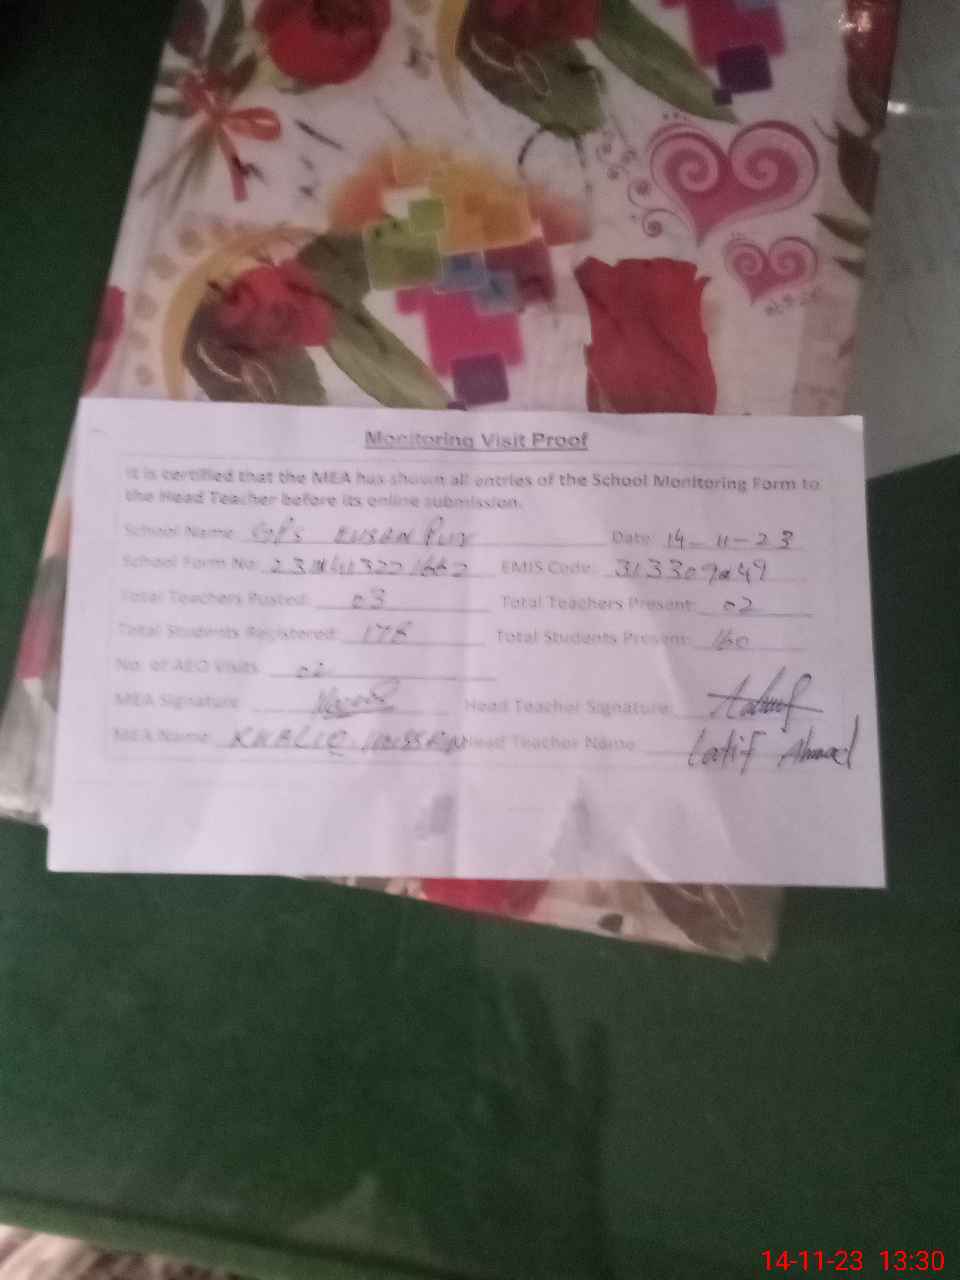 Monitoring Visit Proof
It is certified that the MEA has shown all entries of the School Monitoring Form to
the Head Teacher before its online submission.
School Name: GPS Date: 14-11-23
School Form No: EMIS Code:
Total Teachers Posted: 03 Total Teachers Present: 02
Total Students Registered: 178 Total Students Present: 160
No. of AEO Visits: 02
MEA Signature: Head Teacher Signature:
MEA Name: Head Teacher Name Latif Ahmad
14-11-23 13:30